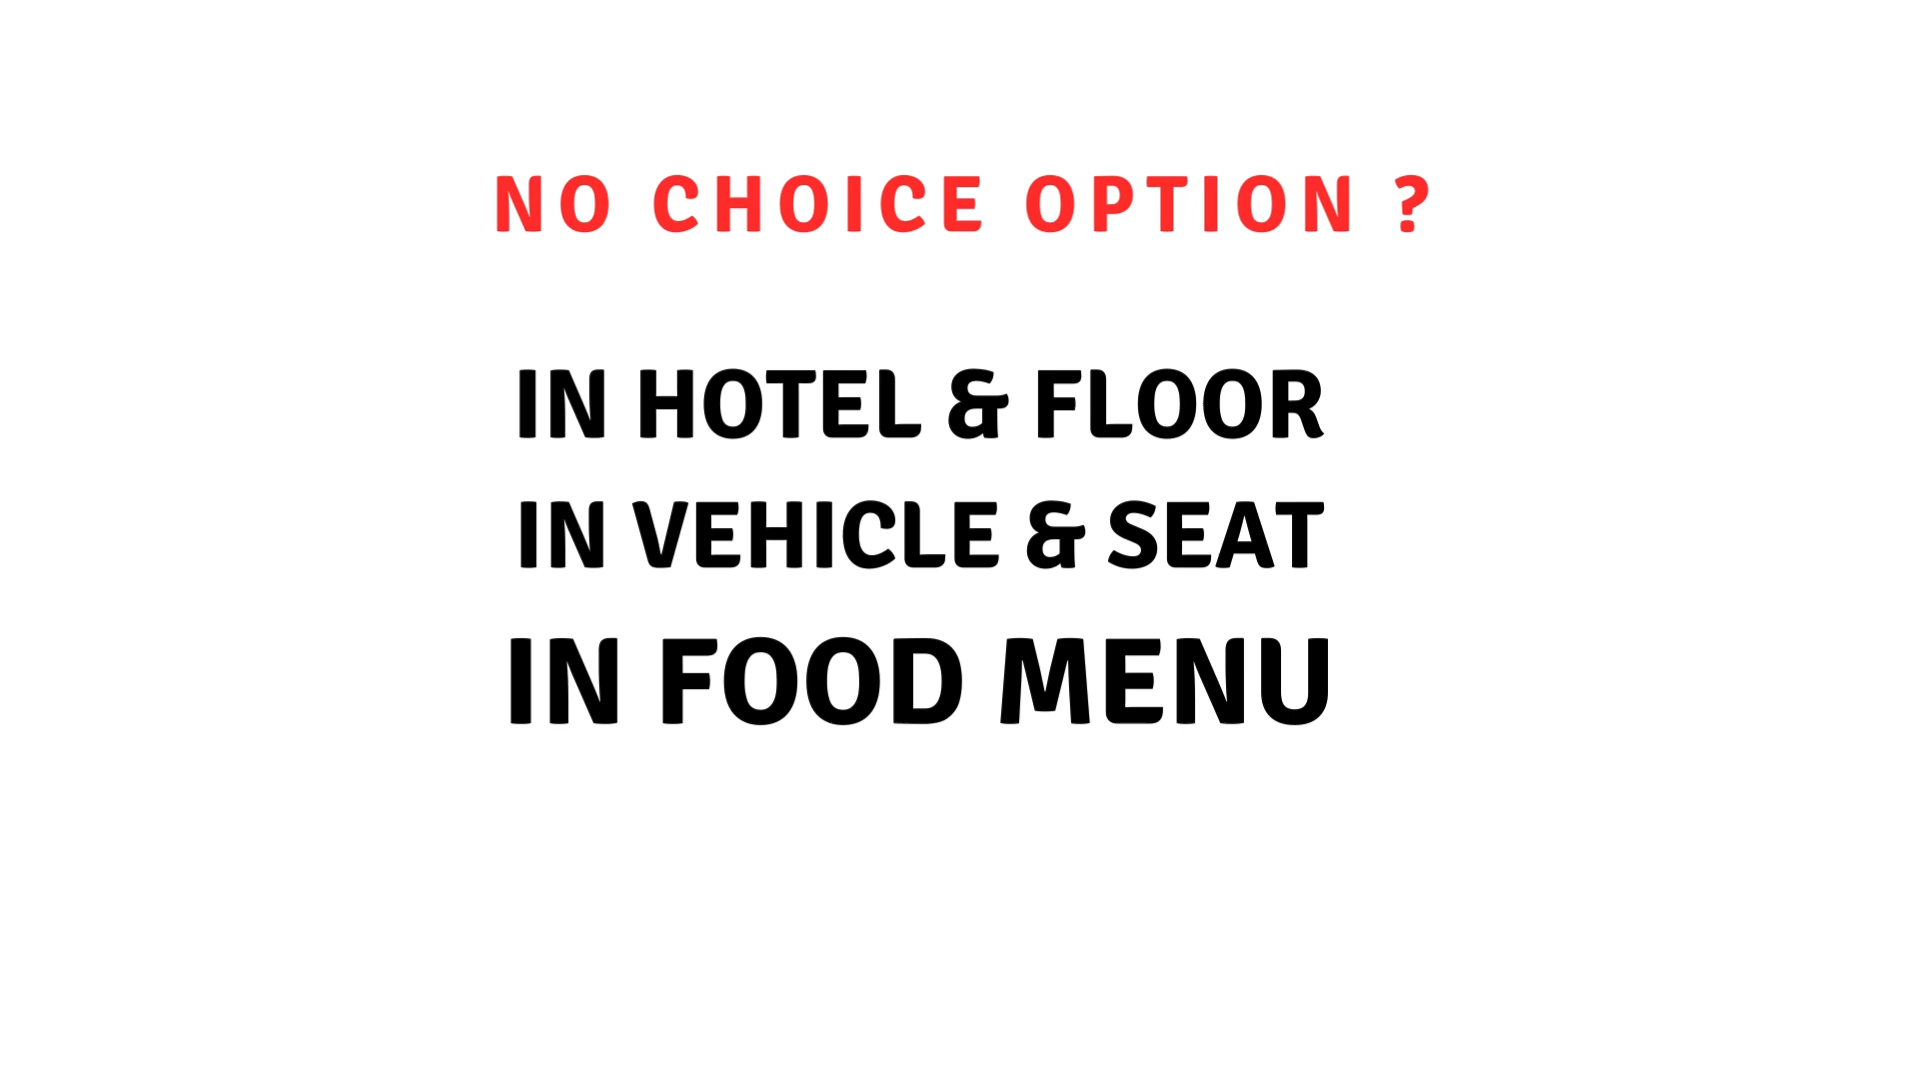 NO CHOICE OPTION ?
IN HOTEL & FLOOR
IN VEHICLE & SEAT
IN FOOD MENU